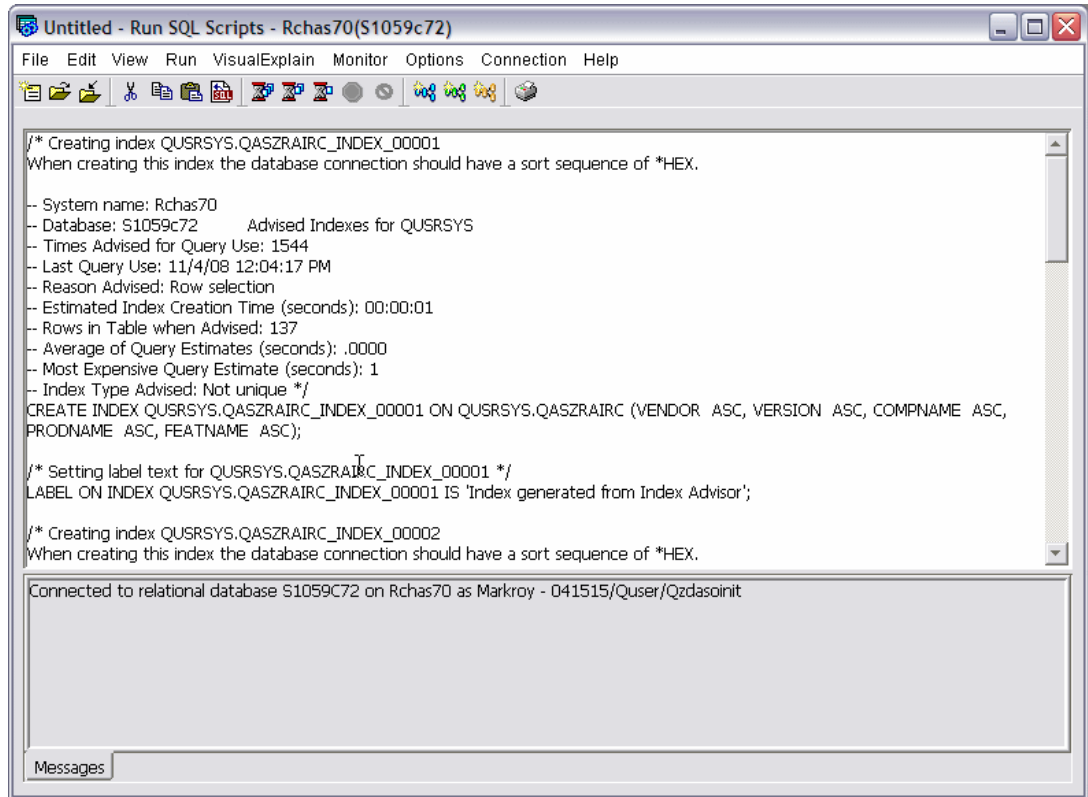 Untitled - Run SQL Scripts - Rchas70(S1059c72)
File Edit View Run VisualExplain Monitor Options Connection Help
/* Creating index QUSRSYS.QASZRAIRC_INDEX_00001
When creating this index the database connection should have a sort sequence of *HEX.
-- System name: Rchas70
-- Database: S1059c72 Advised Indexes for QUSRSYS
-- Times Advised for Query Use: 1544
-- Last Query Use: 11/4/08 12:04:17 PM
-- Reason Advised: Row selection
-- Estimated Index Creation Time (seconds): 00:00:01
-- Rows in Table when Advised: 137
-- Average of Query Estimates (seconds): .0000
-- Most Expensive Query Estimate (seconds): 1
-- Index Type Advised: Not unique */
CREATE INDEX QUSRSYS.QASZRAIRC_INDEX_00001 ON QUSRSYS.QASZRAIRC (VENDOR ASC, VERSION ASC, COMPNAME ASC,
PRODNAME ASC, FEATNAME ASC);
/* Setting label text for QUSRSYS.QASZRAIRC_INDEX_00001 */
LABEL ON INDEX QUSRSYS.QASZRAIRC_INDEX_00001 IS 'Index generated from Index Advisor';
/* Creating index QUSRSYS.QASZRAIRC_INDEX_00002
When creating this index the database connection should have a sort sequence of *HEX.
Connected to relational database S1059C72 on Rchas70 as Markroy - 041515/Quser/Qzdasoinit
Messages